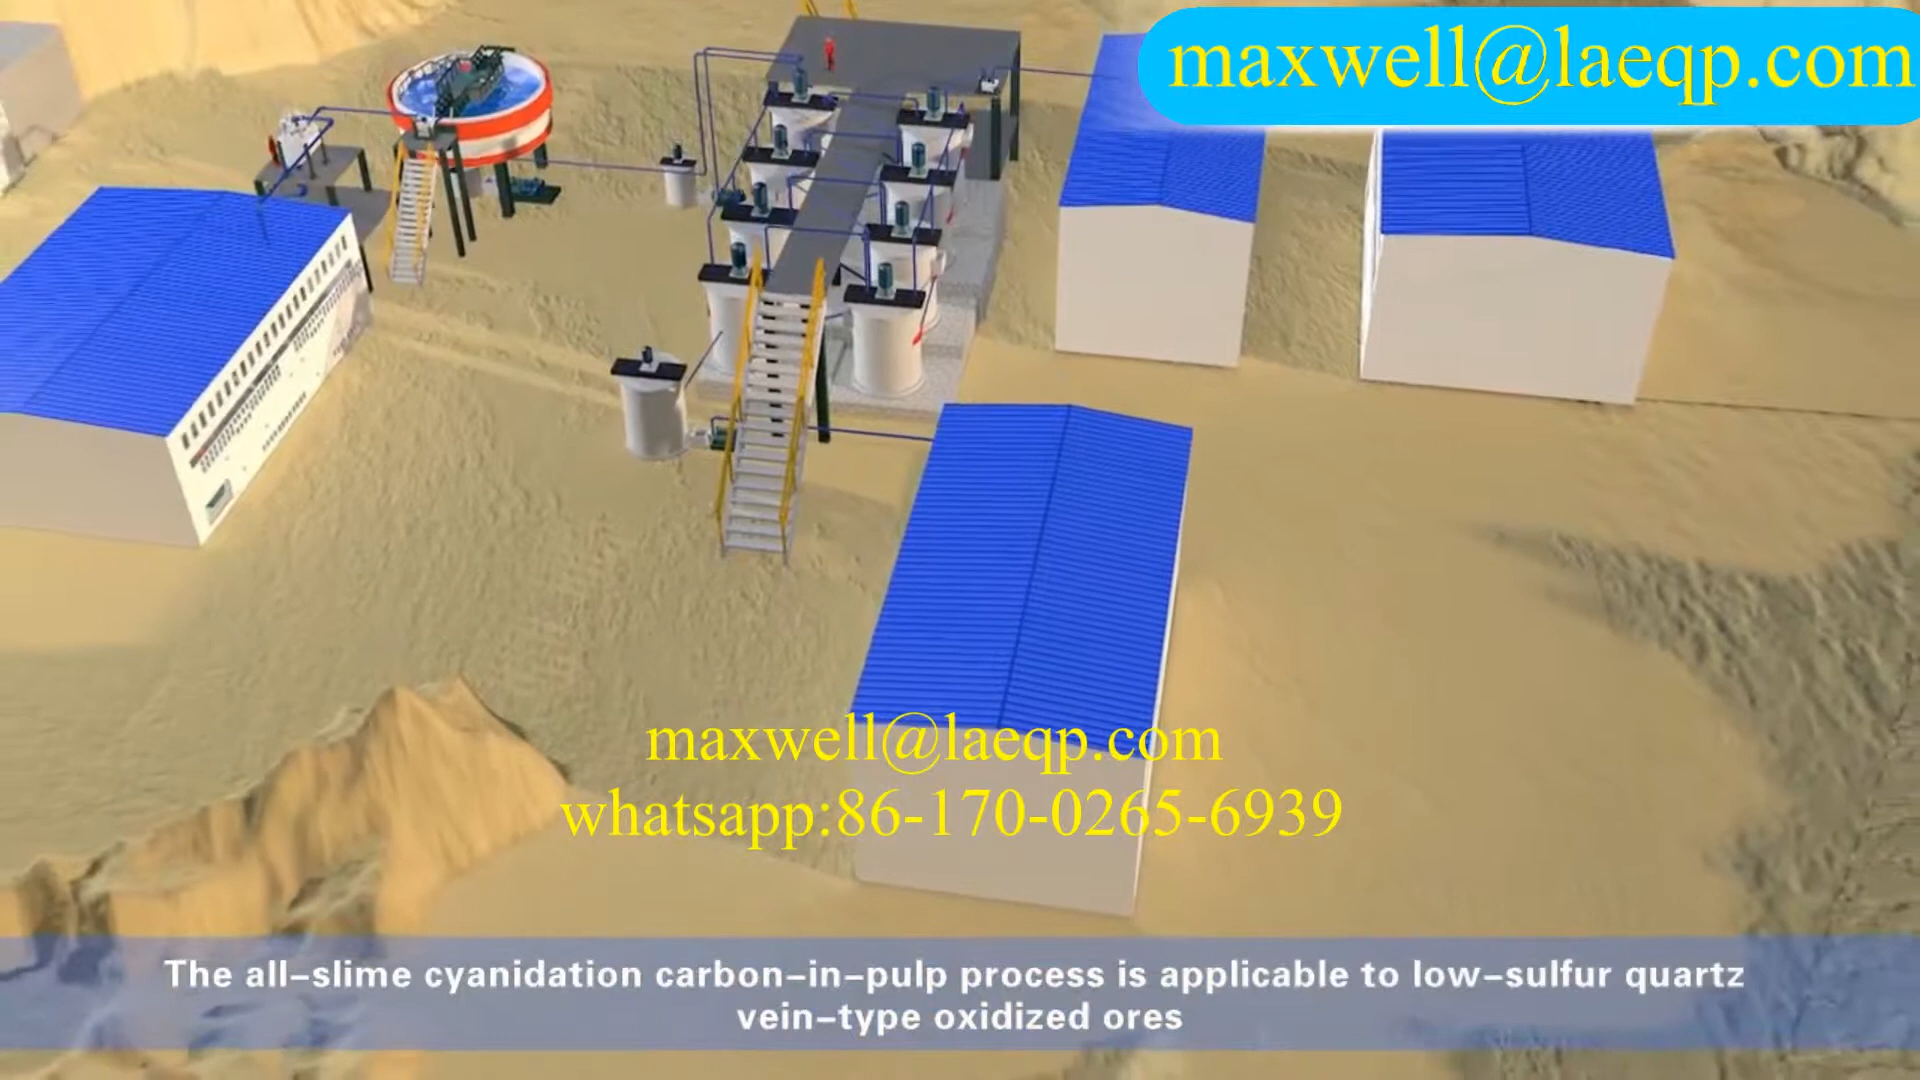 maxwell@laeqp.com
maxwell@laeqp.com
whatsapp:86-170-0265-6939
The all-slime cyanidation carbon-in-pulp process is applicable to low-sulfur quartz
vein-type oxidized ores